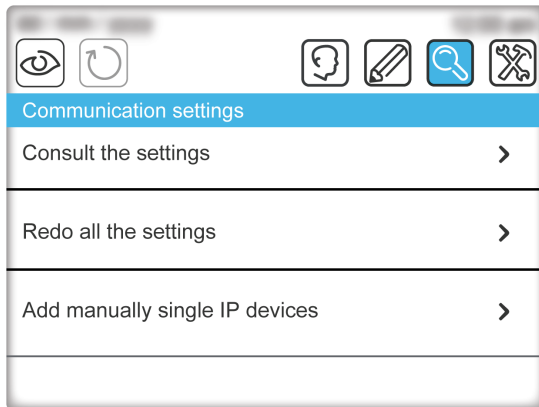 Communication settings
Consult the settings
Redo all the settings
Add manually single IP devices